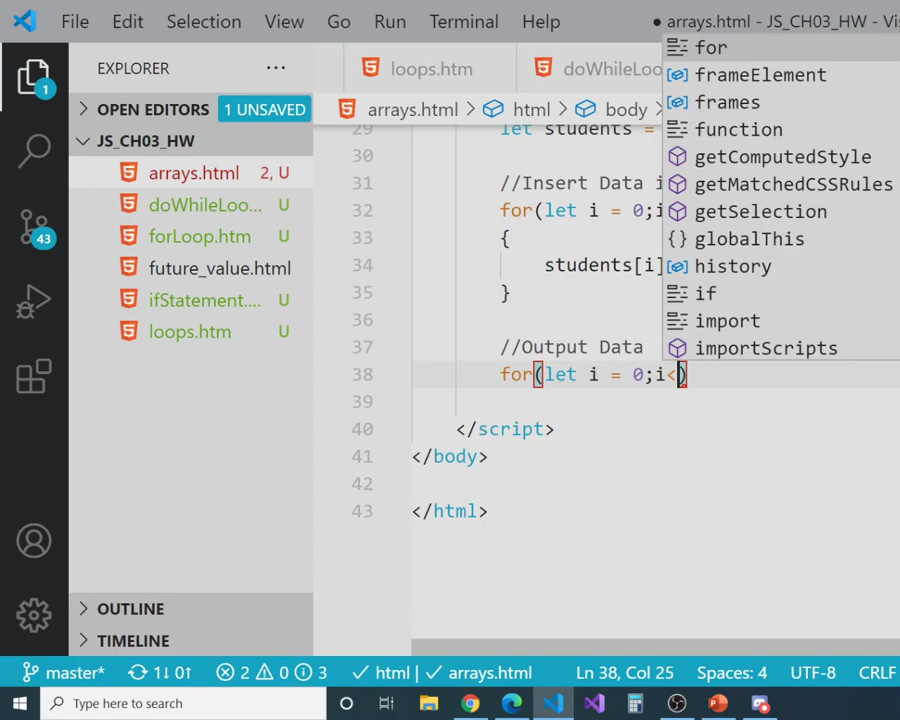 File Edit Selection View Go Run Terminal Help ● arrays.html - JS_CH03_HW - Vis
EXPLORER ···
loops.htm doWhileLoo
OPEN EDITORS 1 UNSAVED
arrays.html > html > body >
JS_CH03_HW
arrays.html 2, U
doWhileLoo... U
forLoop.htm U
future_value.html
ifStatement.... U
loops.htm U
1
43
29 let students =
30
31 //Insert Data i
32 for(let i = 0;i
33 {
34 students[i]
35 }
36
37 //Output Data
38 for(let i = 0;i<)
39
40 </script>
41 </body>
42
43 </html>
for
frameElement
frames
function
getComputedStyle
getMatchedCSSRules
getSelection
{} globalThis
history
if
import
importScripts
OUTLINE
TIMELINE
master* 1↓ 0↑ 2 0 3 ✓ html | ✓ arrays.html Ln 38, Col 25 Spaces: 4 UTF-8 CRLF
Type here to search